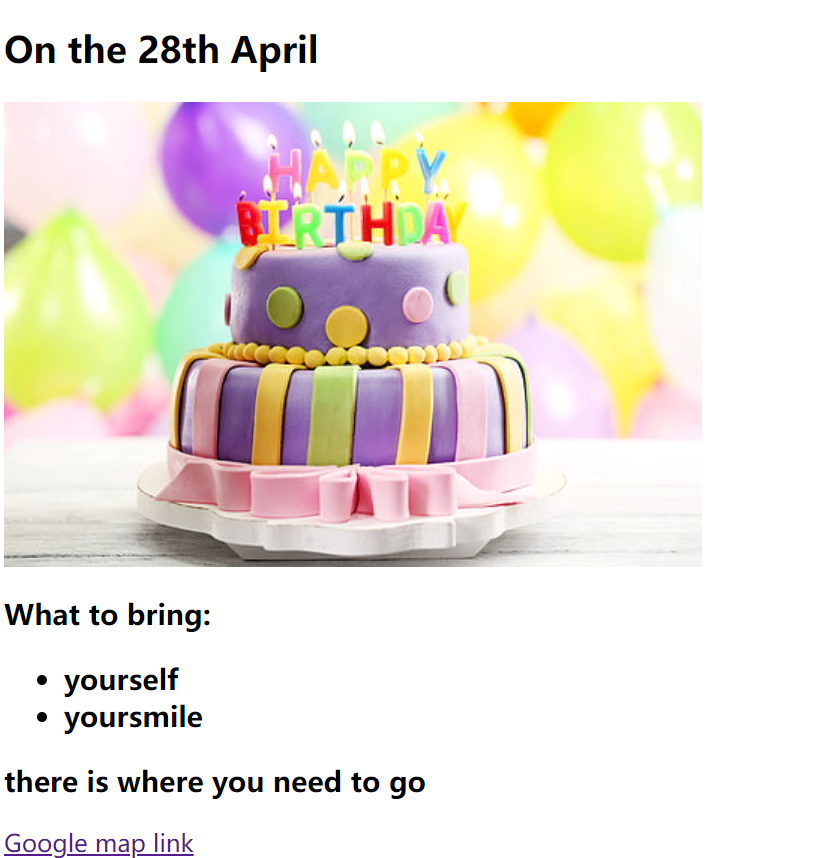 On the 28th April
HAPPY
BIRTHDAY
What to bring:
yourself
yoursmile
there is where you need to go
Google map link